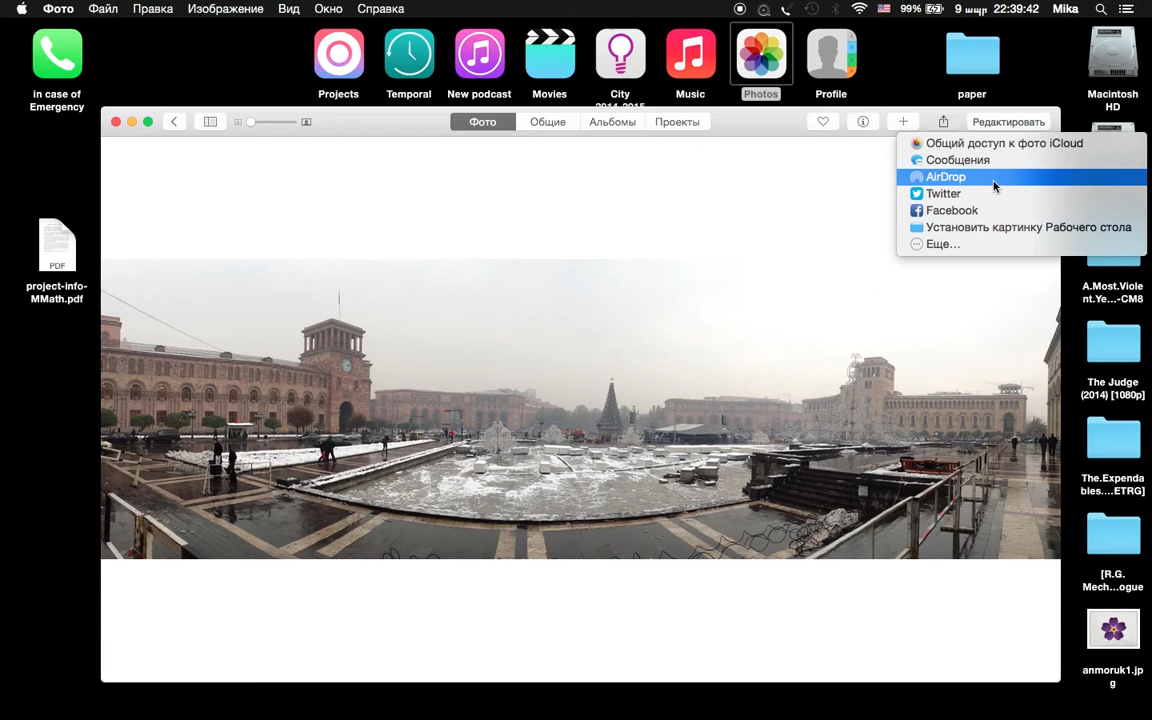 Фото Файл Правка Изображение Вид Окно Справка 99% 9 ապր 22:39:42 Mika
in case of
Emergency
Projects
Temporal
New podcast
Movies
City
2014-2015
Music
Photos
Profile
paper
Macintosh
HD
Фото Общие Альбомы Проекты Редактировать
Общий доступ к фото iCloud
Сообщения
AirDrop
Twitter
Facebook
Установить картинку Рабочего стола
Еще...
PDF
project-info-
MMath.pdf
A.Most.Viole
nt.Ye...-CM8
The Judge
(2014) [1080p]
The.Expenda
bles....ETRG]
[R.G.
Mech...ogue
anmoruk1.jp
g